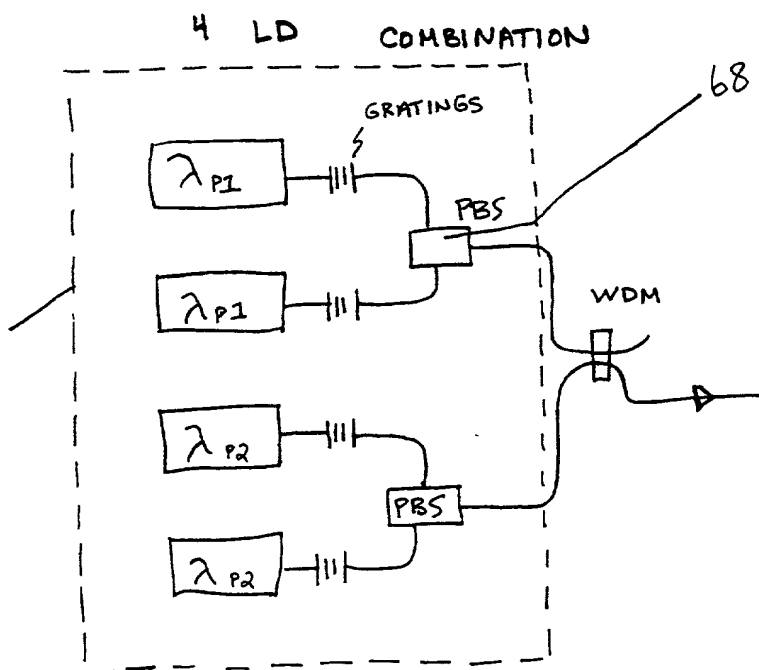 4 LD COMBINATION
68
GRATINGS
λP1
PBS
λP1
WDM
λP2
PBS
λP2